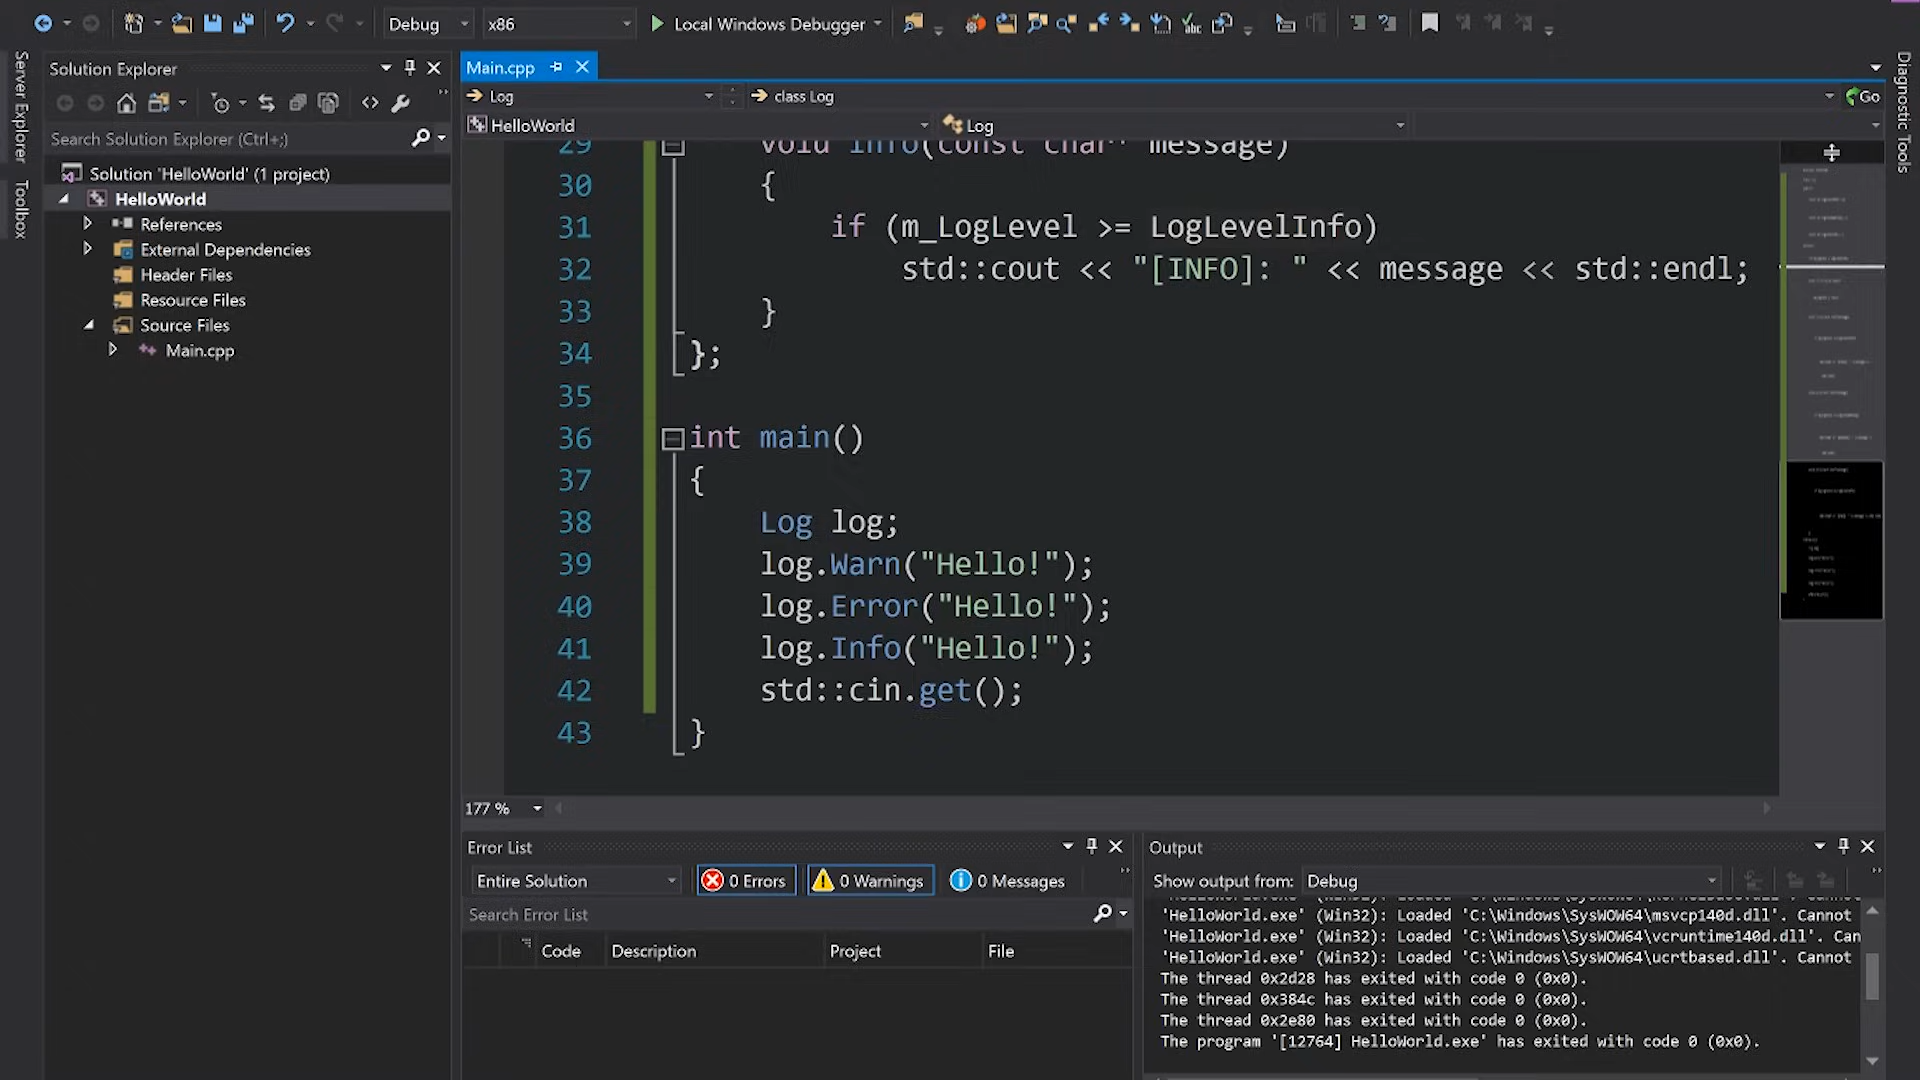 Debug
x86
Local Windows Debugger
Server Explorer
Toolbox
Solution Explorer
Search Solution Explorer (Ctrl+;)
Solution 'HelloWorld' (1 project)
HelloWorld
References
External Dependencies
Header Files
Resource Files
Source Files
Main.cpp
Main.cpp
Log
class Log
Go
HelloWorld
Log
29 void Info(const char* message)
30 {
31 if (m_LogLevel >= LogLevelInfo)
32 std::cout << "[INFO]: " << message << std::endl;
33 }
34 };
35
36 int main()
37 {
38 Log log;
39 log.Warn("Hello!");
40 log.Error("Hello!");
41 log.Info("Hello!");
42 std::cin.get();
43 }
177 %
Diagnostic Tools
Error List
Entire Solution
0 Errors
0 Warnings
0 Messages
Search Error List
Code Description Project File
Output
Show output from: Debug
'HelloWorld.exe' (Win32): Loaded 'C:\Windows\SysWOW64\msvcp140d.dll'. Cannot
'HelloWorld.exe' (Win32): Loaded 'C:\Windows\SysWOW64\vcruntime140d.dll'. Can
'HelloWorld.exe' (Win32): Loaded 'C:\Windows\SysWOW64\ucrtbased.dll'. Cannot
The thread 0x2d28 has exited with code 0 (0x0).
The thread 0x384c has exited with code 0 (0x0).
The thread 0x2e80 has exited with code 0 (0x0).
The program '[12764] HelloWorld.exe' has exited with code 0 (0x0).